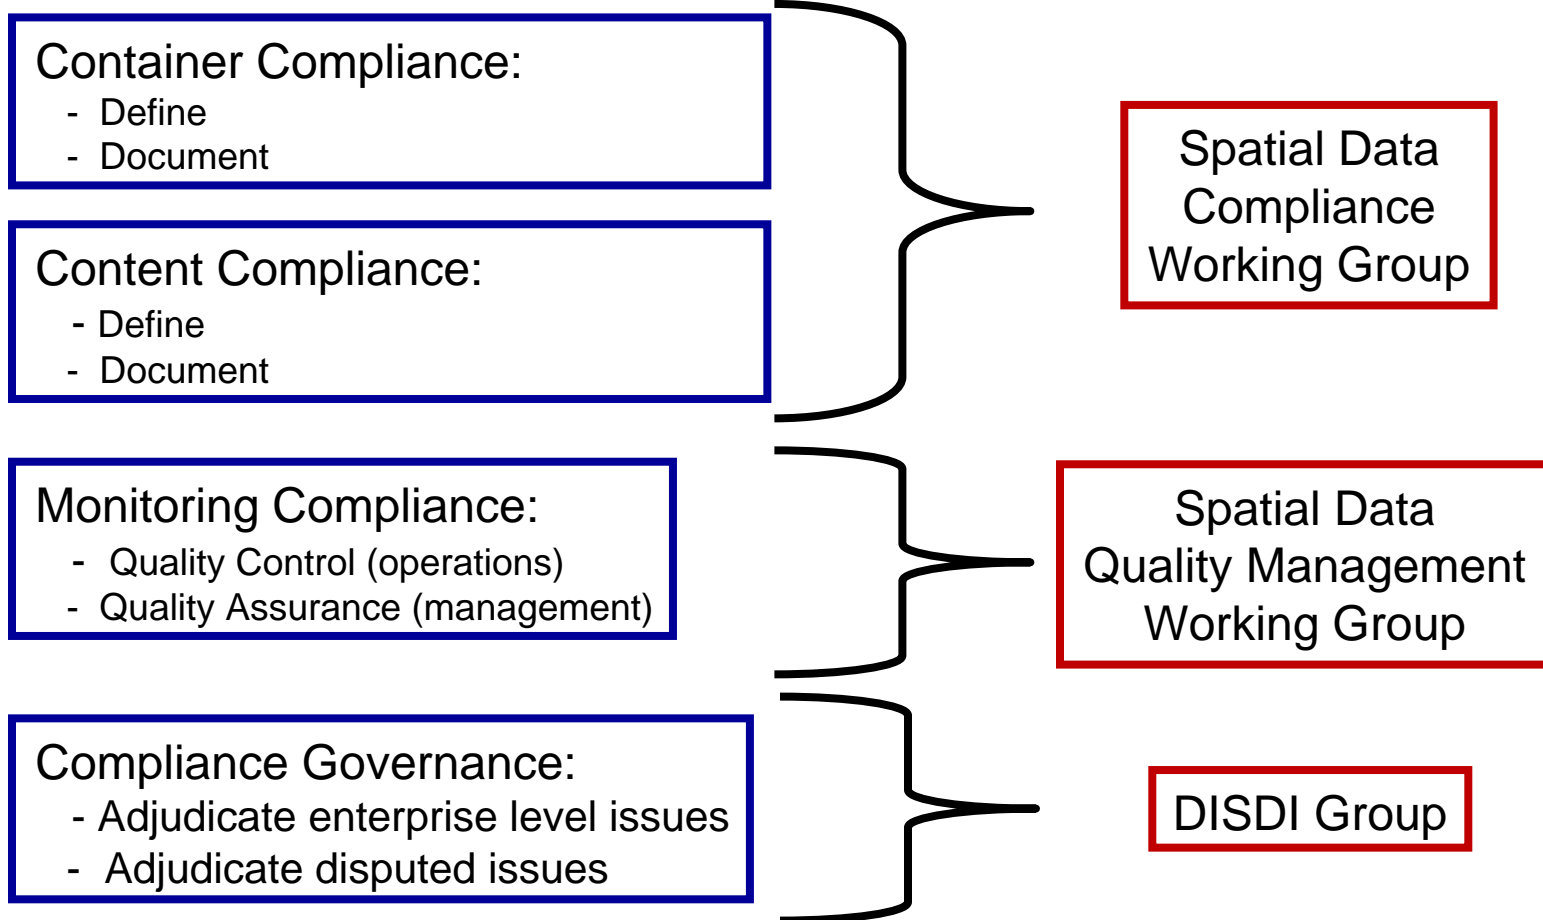 Container Compliance:
- Define
- Document
Content Compliance:
- Define
- Document
Spatial Data
Compliance
Working Group
Monitoring Compliance:
- Quality Control (operations)
- Quality Assurance (management)
Spatial Data
Quality Management
Working Group
Compliance Governance:
- Adjudicate enterprise level issues
- Adjudicate disputed issues
DISDI Group